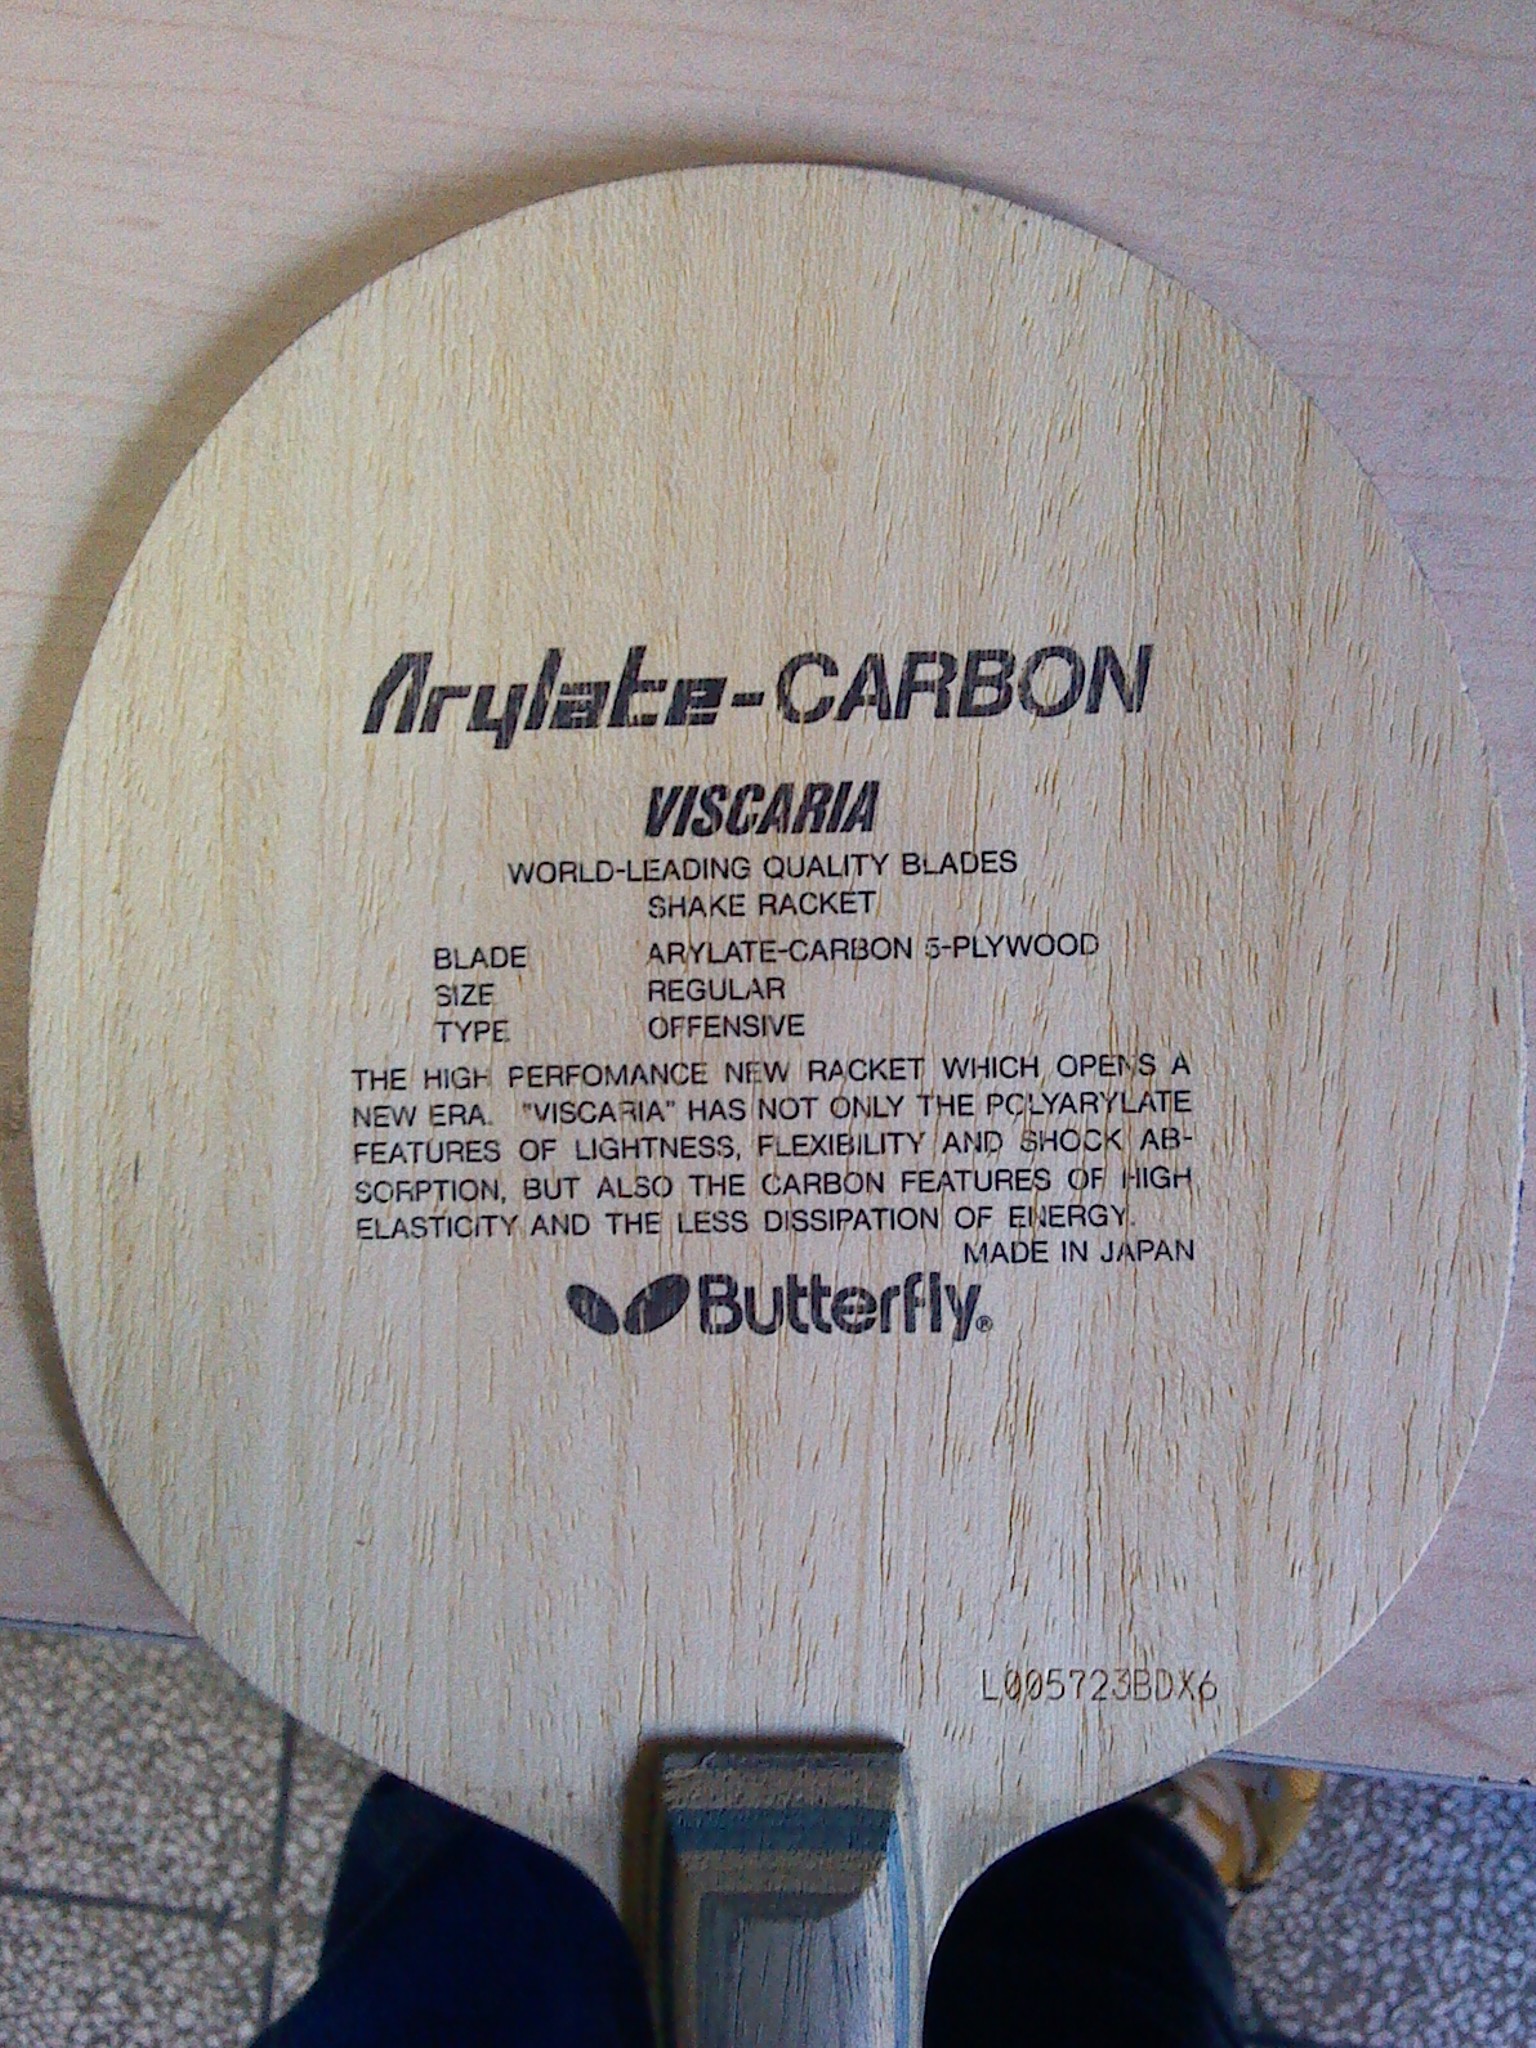 Arylate-CARBON
VISCARIA
WORLD-LEADING QUALITY BLADES
SHAKE RACKET
BLADE ARYLATE-CARBON 5-PLYWOOD
SIZE REGULAR
TYPE OFFENSIVE
THE HIGH PERFOMANCE NEW RACKET WHICH OPENS A
NEW ERA. "VISCARIA" HAS NOT ONLY THE POLYARYLATE
FEATURES OF LIGHTNESS, FLEXIBILITY AND SHOCK AB-
SORPTION, BUT ALSO THE CARBON FEATURES OF HIGH
ELASTICITY AND THE LESS DISSIPATION OF ENERGY.
MADE IN JAPAN
Butterfly®
L005723BDX6